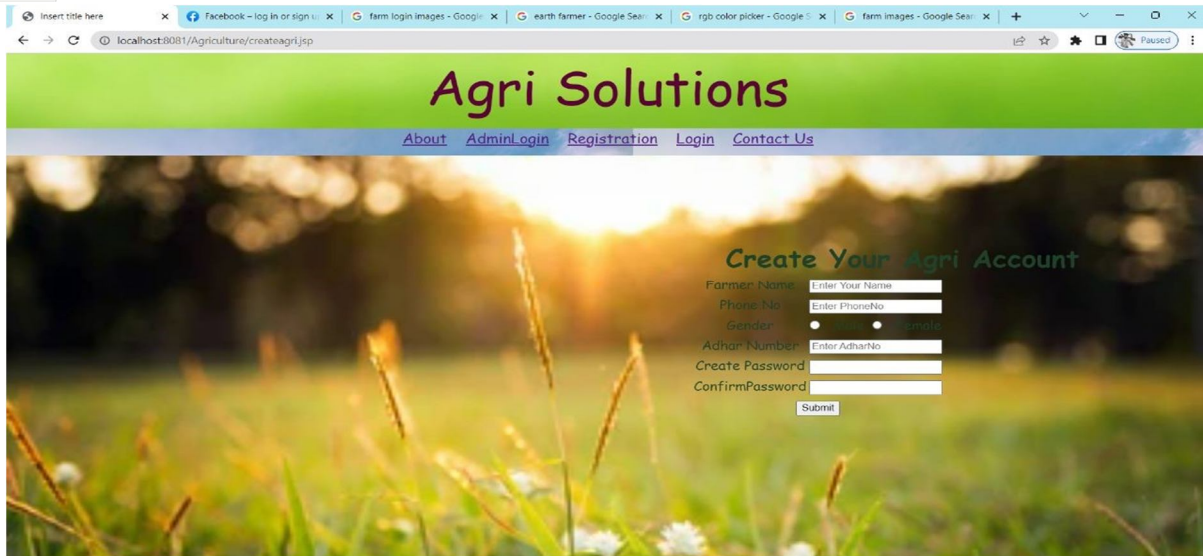 Insert title here
Facebook – log in or sign u
farm login images - Google
earth farmer - Google Sear
rgb color picker - Google S
farm images - Google Sear
localhost:8081/Agriculture/createagri.jsp
Paused
Agri Solutions
About AdminLogin Registration Login Contact Us
Create Your Agri Account
Farmer Name Enter Your Name
Phone No Enter PhoneNo
Gender Male Female
Adhar Number Enter AdharNo
Create Password
ConfirmPassword
Submit